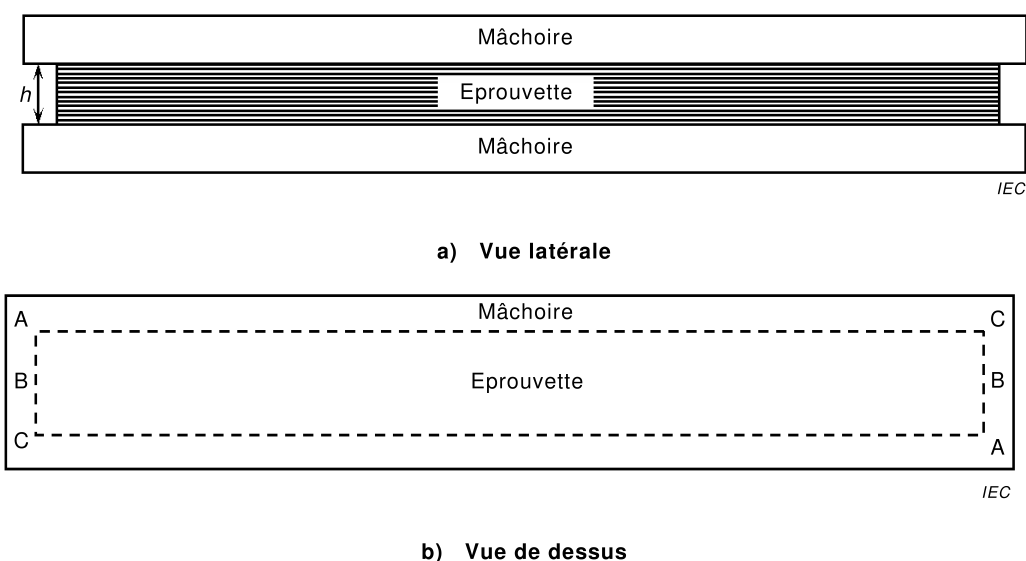 Mâchoire
h
Eprouvette
Mâchoire
IEC
a) Vue latérale
Mâchoire
A
C
Eprouvette
B
B
C
A
IEC
b) Vue de dessus